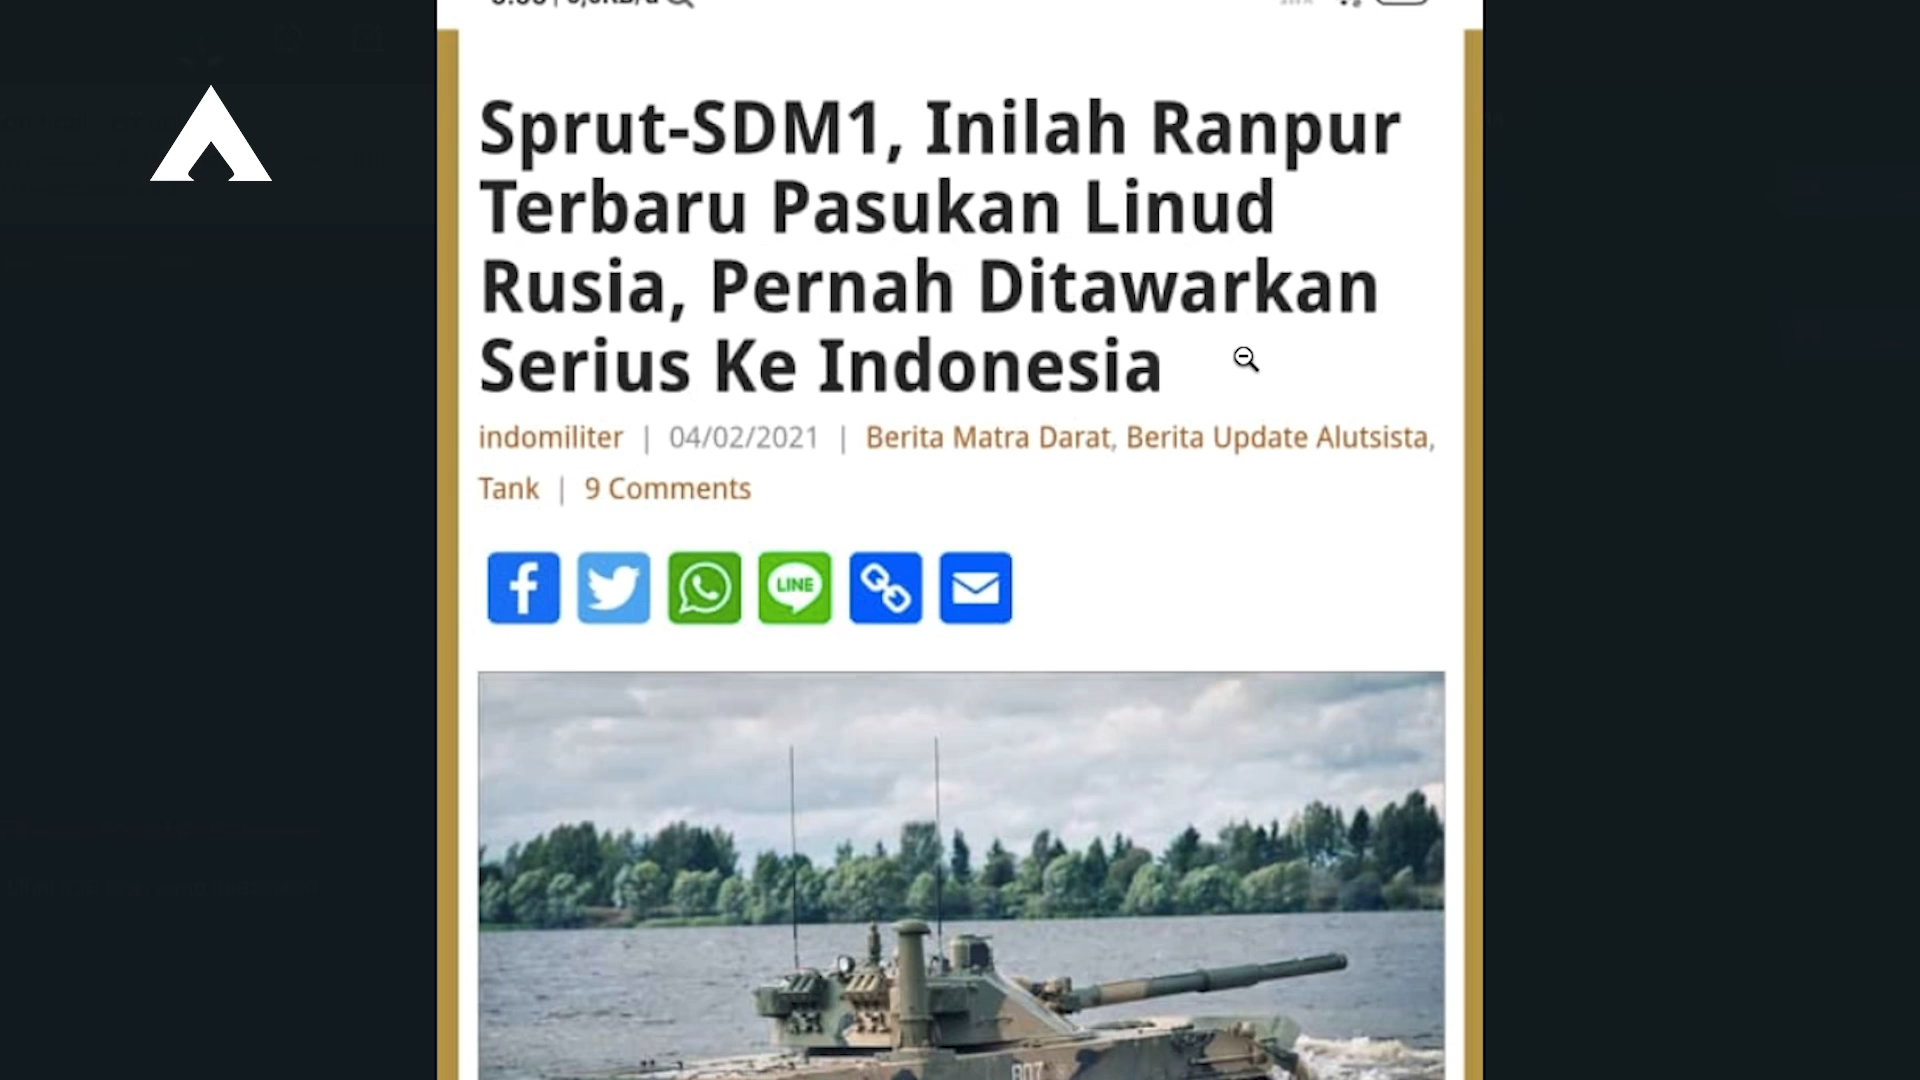 Sprut-SDM1, Inilah Ranpur
Terbaru Pasukan Linud
Rusia, Pernah Ditawarkan
Serius Ke Indonesia
indomiliter | 04/02/2021 | Berita Matra Darat, Berita Update Alutsista,
Tank | 9 Comments
LINE
807